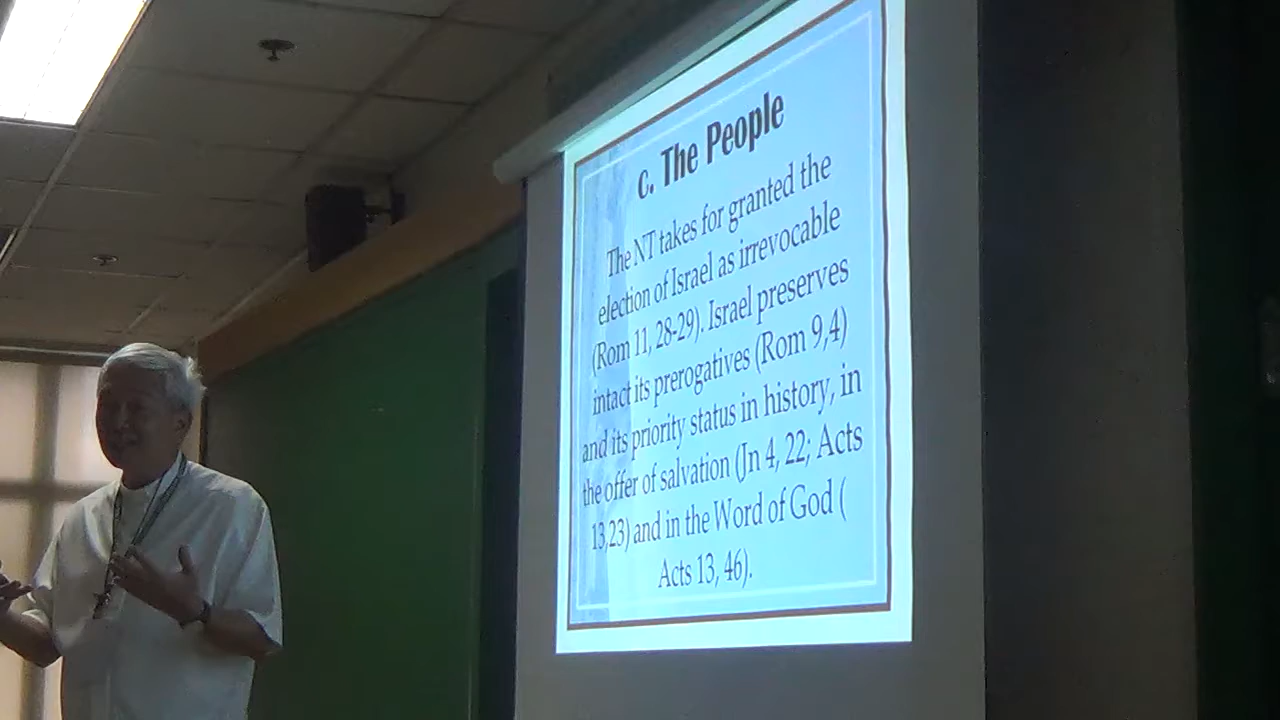 c. The People
The NT takes for granted the
election of Israel as irrevocable
(Rom 11, 28-29). Israel preserves
intact its prerogatives (Rom 9,4)
and its priority status in history, in
the offer of salvation (Jn 4, 22; Acts
13,23) and in the Word of God (
Acts 13, 46).